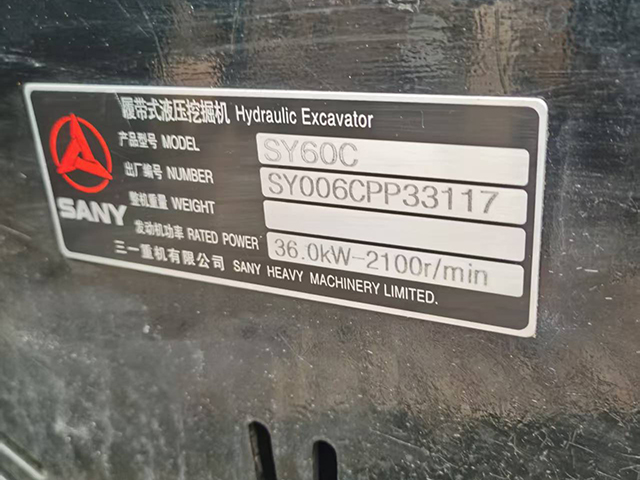 履带式液压挖掘机 Hydraulic Excavator
产品型号 MODEL SY60C
出厂编号 NUMBER SY006CPP33117
整机重量 WEIGHT
发动机功率 RATED POWER 36.0kW-2100r/min
SANY
三一重机有限公司 SANY HEAVY MACHINERY LIMITED.